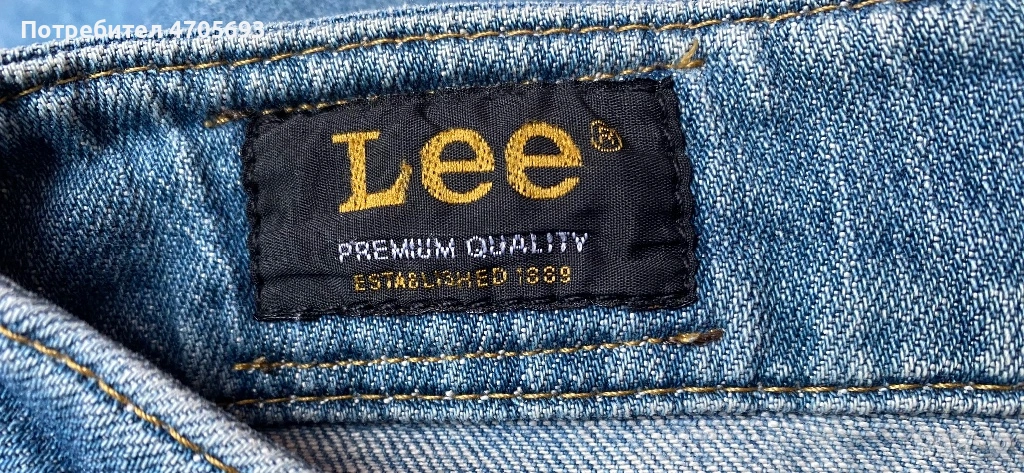 Потребител 4705693
Lee®
PREMIUM QUALITY
ESTABLISHED 1889